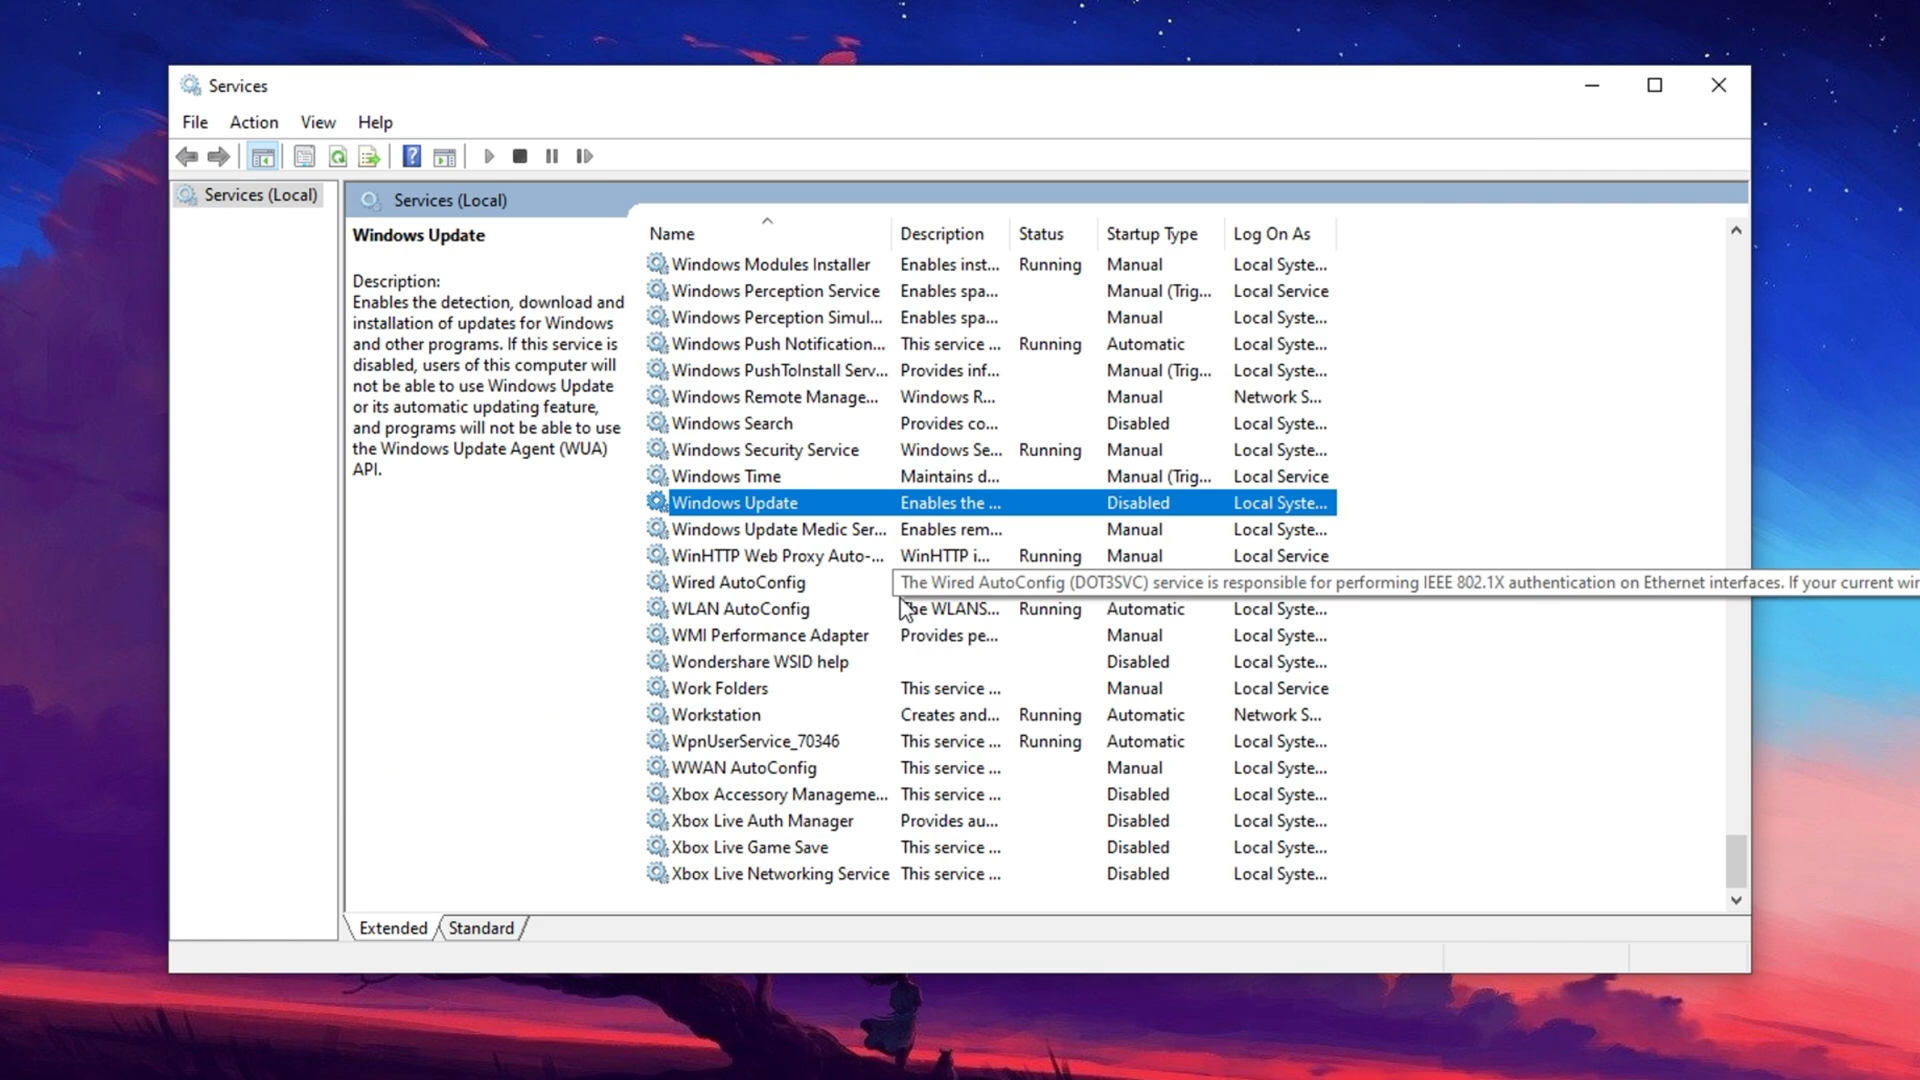 Services
File Action View Help
Services (Local)
Services (Local)
Windows Update
Description:
Enables the detection, download and
installation of updates for Windows
and other programs. If this service is
disabled, users of this computer will
not be able to use Windows Update
or its automatic updating feature,
and programs will not be able to use
the Windows Update Agent (WUA)
API.
Name Description Status Startup Type Log On As
Windows Modules Installer Enables inst... Running Manual Local Syste...
Windows Perception Service Enables spa... Manual (Trig... Local Service
Windows Perception Simul... Enables spa... Manual Local Syste...
Windows Push Notification... This service ... Running Automatic Local Syste...
Windows PushToInstall Serv... Provides inf... Manual (Trig... Local Syste...
Windows Remote Manage... Windows R... Manual Network S...
Windows Search Provides co... Disabled Local Syste...
Windows Security Service Windows Se... Running Manual Local Syste...
Windows Time Maintains d... Manual (Trig... Local Service
Windows Update Enables the ... Disabled Local Syste...
Windows Update Medic Ser... Enables rem... Manual Local Syste...
WinHTTP Web Proxy Auto-... WinHTTP i... Running Manual Local Service
Wired AutoConfig The Wired AutoConfig (DOT3SVC) service is responsible for performing IEEE 802.1X authentication on Ethernet interfaces. If your current
WLAN AutoConfig WLANS... Running Automatic Local Syste...
WMI Performance Adapter Provides pe... Manual Local Syste...
Wondershare WSID help Disabled Local Syste...
Work Folders This service ... Manual Local Service
Workstation Creates and... Running Automatic Network S...
WpnUserService_70346 This service ... Running Automatic Local Syste...
WWAN AutoConfig This service ... Manual Local Syste...
Xbox Accessory Manageme... This service ... Disabled Local Syste...
Xbox Live Auth Manager Provides au... Disabled Local Syste...
Xbox Live Game Save This service ... Disabled Local Syste...
Xbox Live Networking Service This service ... Disabled Local Syste...
Extended Standard